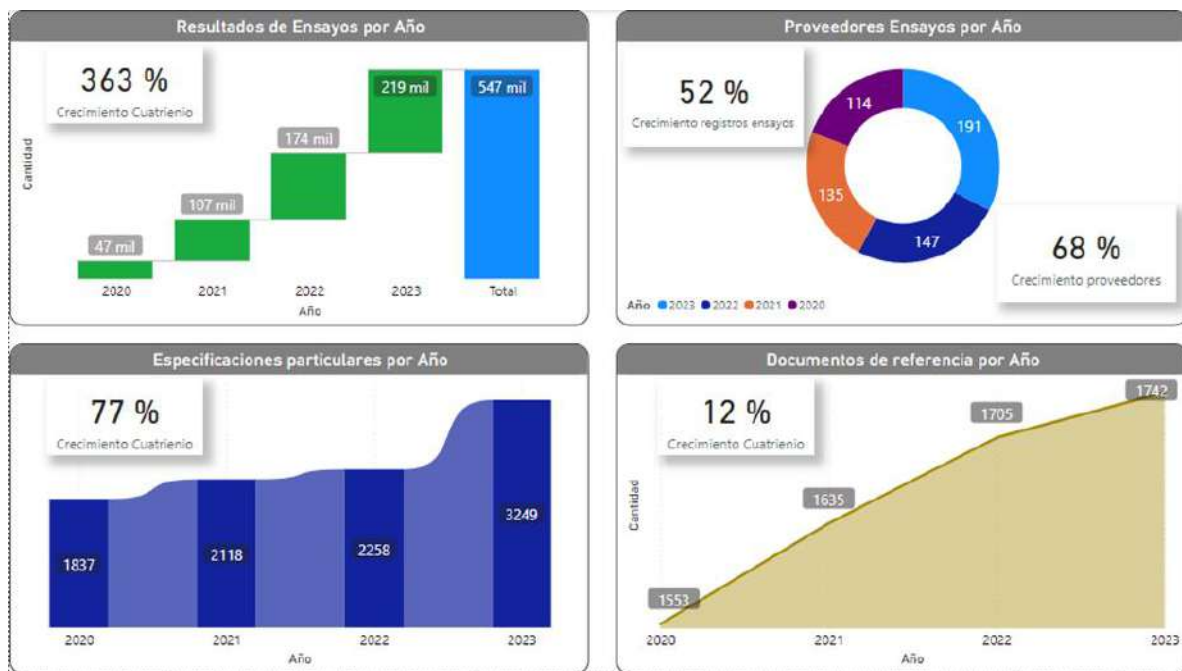 Resultados de Ensayos por Año
363 %
Crecimiento Cuatrienio
Cantidad
47 mil
107 mil
174 mil
219 mil
547 mil
2020
2021
2022
2023
Total
Año
Proveedores Ensayos por Año
52 %
Crecimiento registros ensayos
114
191
135
147
68 %
Crecimiento proveedores
Año 2023 2022 2021 2020
Especificaciones particulares por Año
77 %
Crecimiento Cuatrienio
1837
2118
2258
3249
2020
2021
2022
2023
Año
Documentos de referencia por Año
12 %
Crecimiento Cuatrienio
Cantidad
1553
1635
1705
1742
2020
2021
2022
2023
Año